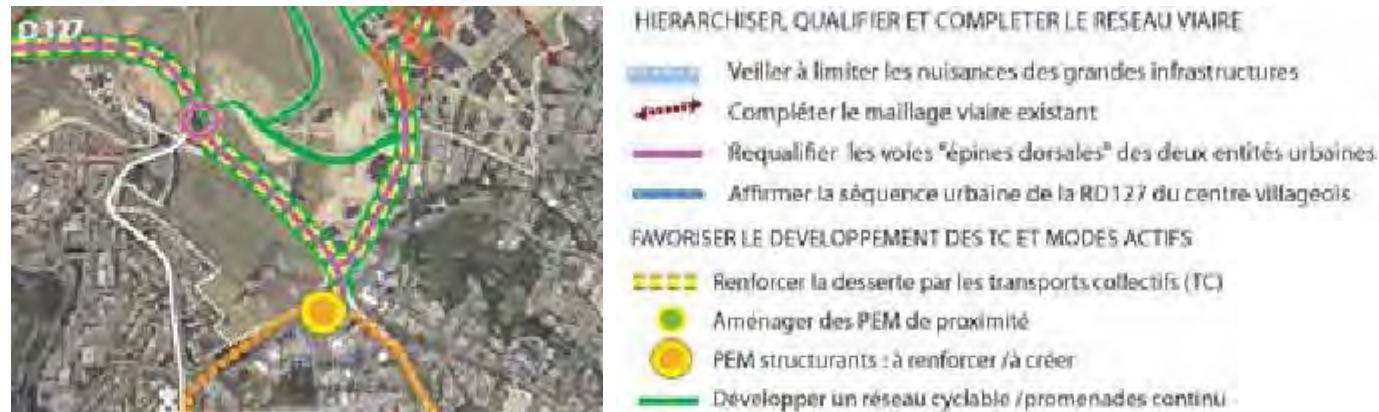 D.127
HIERARCHISER, QUALIFIER ET COMPLETER LE RESEAU VIAIRE
Veiller à limiter les nuisances des grandes infrastructures
Compléter le maillage viaire existant
Requalifier les voies "épines dorsales" des deux entités urbaines
Affirmer la séquence urbaine de la RD127 du centre villageois
FAVORISER LE DEVELOPPEMENT DES TC ET MODES ACTIFS
Renforcer la desserte par les transports collectifs (TC)
Aménager des PEM de proximité
PEM structurants : à renforcer /à créer
Développer un réseau cyclable /promenades continu